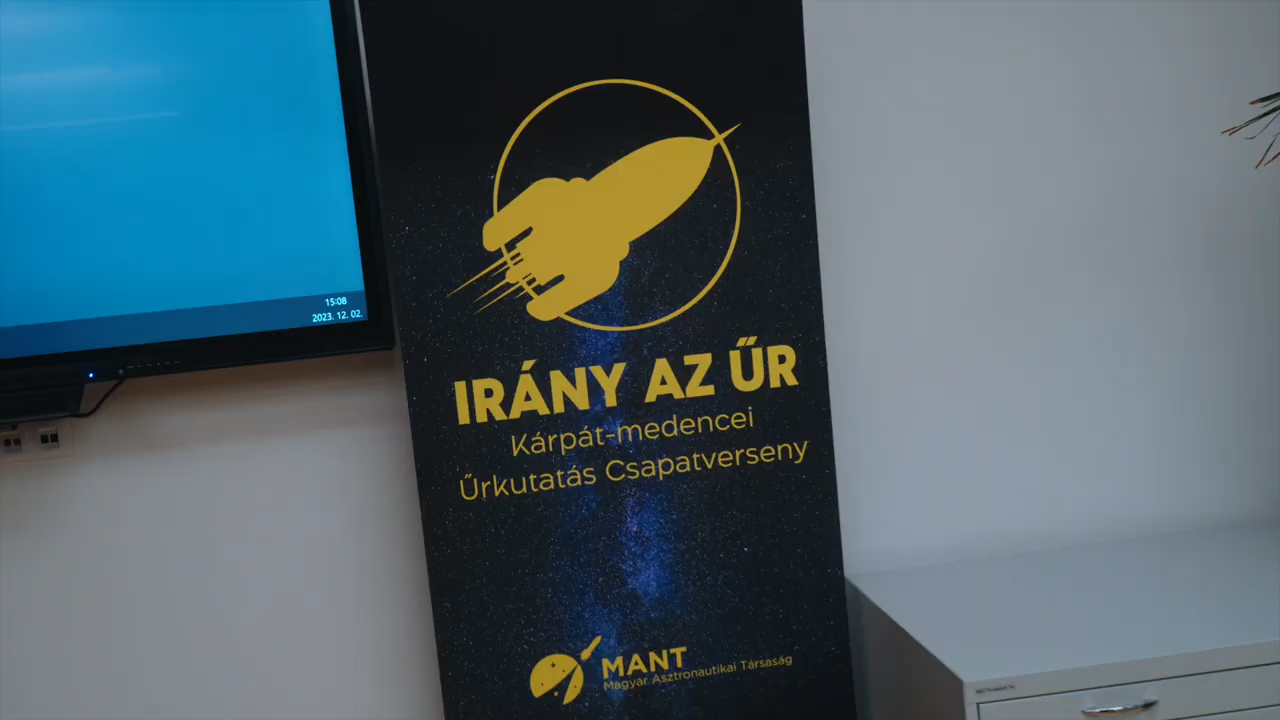 15:08
2023. 12. 02.
IRÁNY AZ ŰR
Kárpát-medencei
Űrkutatás Csapatverseny
MANT
Magyar Asztronautikai Társaság